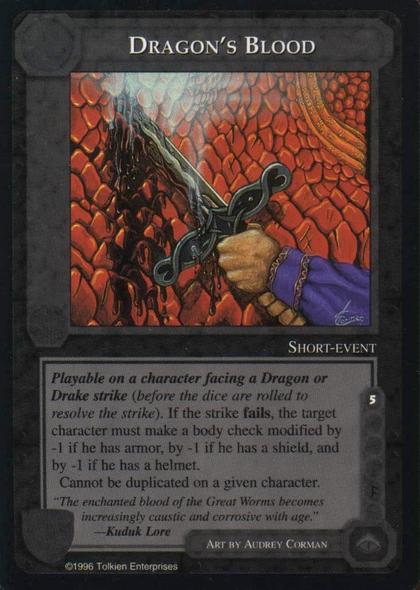 DRAGON'S BLOOD
SHORT-EVENT
Playable on a character facing a Dragon or
Drake strike (before the dice are rolled to
resolve the strike). If the strike fails, the target
character must make a body check modified by
-1 if he has armor, by -1 if he has a shield, and
by -1 if he has a helmet.
Cannot be duplicated on a given character.
"The enchanted blood of the Great Worms becomes
increasingly caustic and corrosive with age."
—Kuduk Lore
5
ART BY AUDREY CORMAN
©1996 Tolkien Enterprises